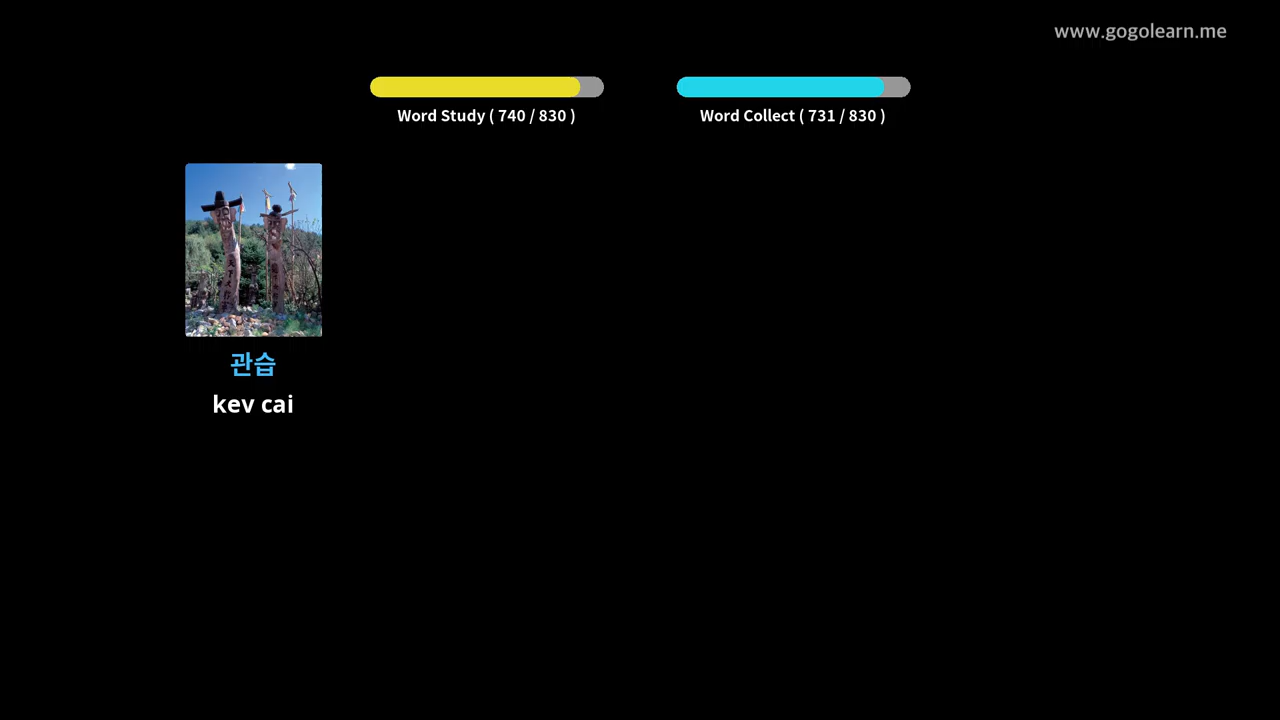 www.gogolearn.me
Word Study ( 740 / 830 )
Word Collect ( 731 / 830 )
관습
kev cai